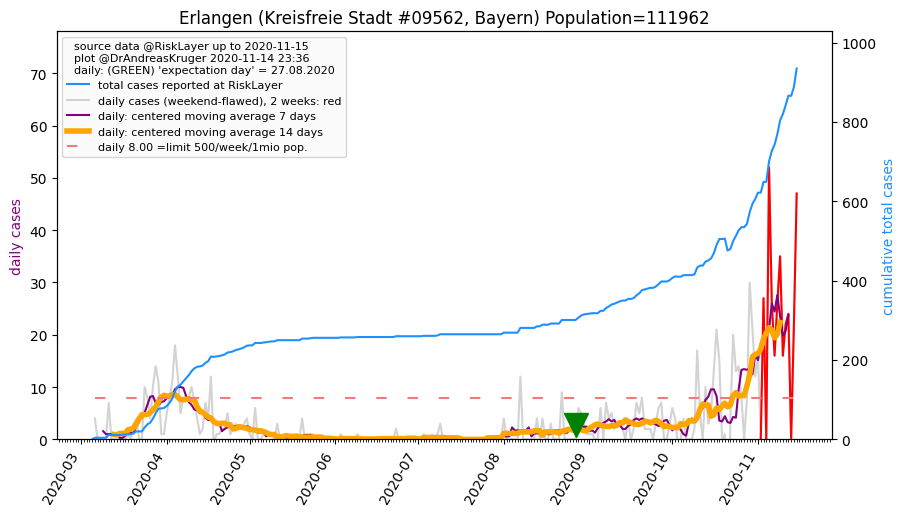 Erlangen (Kreisfreie Stadt #09562, Bayern) Population=111962
source data @RiskLayer up to 2020-11-15
plot @DrAndreasKruger 2020-11-14 23:36
daily: (GREEN) 'expectation day' = 27.08.2020
total cases reported at RiskLayer
daily cases (weekend-flawed), 2 weeks: red
daily: centered moving average 7 days
daily: centered moving average 14 days
daily 8.00 =limit 500/week/1mio pop.
daily cases
70
60
50
40
30
20
10
0
cumulative total cases
1000
800
600
400
200
0
2020-03
2020-04
2020-05
2020-06
2020-07
2020-08
2020-09
2020-10
2020-11